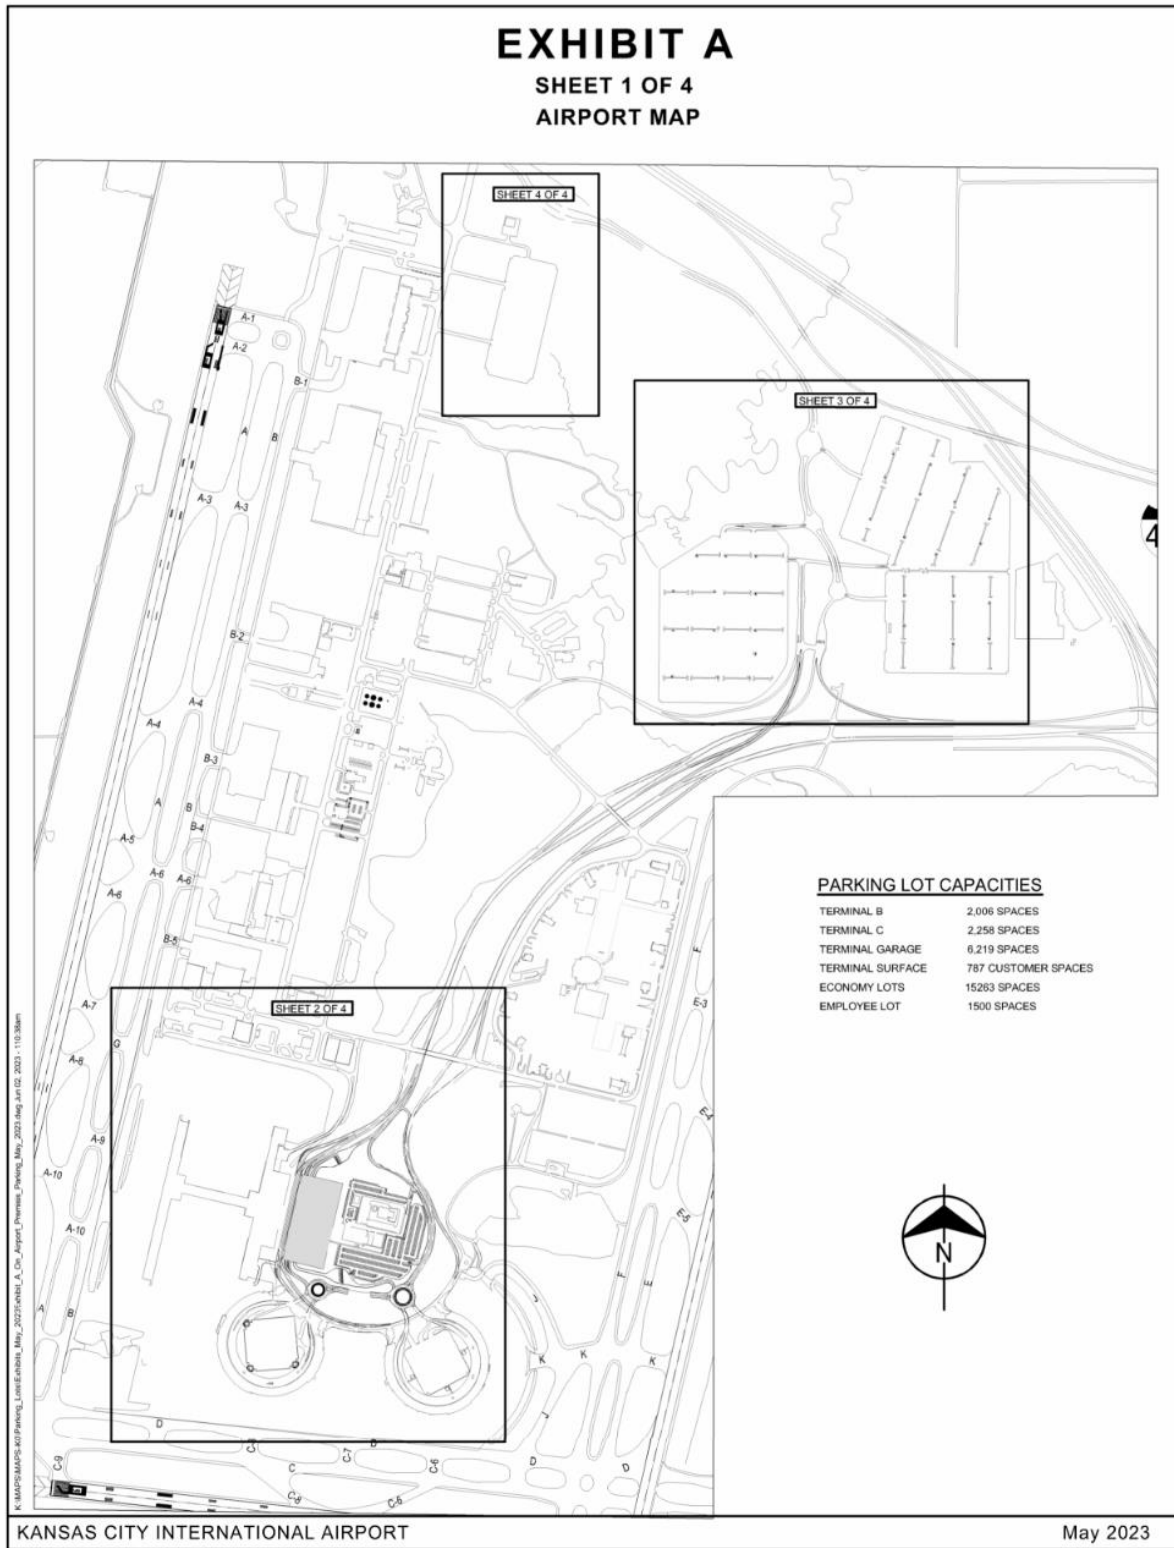 EXHIBIT A
SHEET 1 OF 4
AIRPORT MAP
SHEET 4 OF 4
A-1
A-2
B-1
SHEET 3 OF 4
A
B
A-3
A-3
4
B-2
A-4
A-4
B-3
A
B
B-4
A-5
A-6
A-6
A-6
B-5
PARKING LOT CAPACITIES
TERMINAL B 2,006 SPACES
TERMINAL C 2,258 SPACES
TERMINAL GARAGE 6,219 SPACES
TERMINAL SURFACE 787 CUSTOMER SPACES
ECONOMY LOTS 15263 SPACES
EMPLOYEE LOT 1500 SPACES
F
E-3
A-7
SHEET 2 OF 4
G
A-8
E-4
A-9
A-10
E-5
A-10
N
F
E
J
A
B
K
K
K
J
D
D
C-7
C-6
C-9
C
D
D
C-8
KANSAS CITY INTERNATIONAL AIRPORT
May 2023